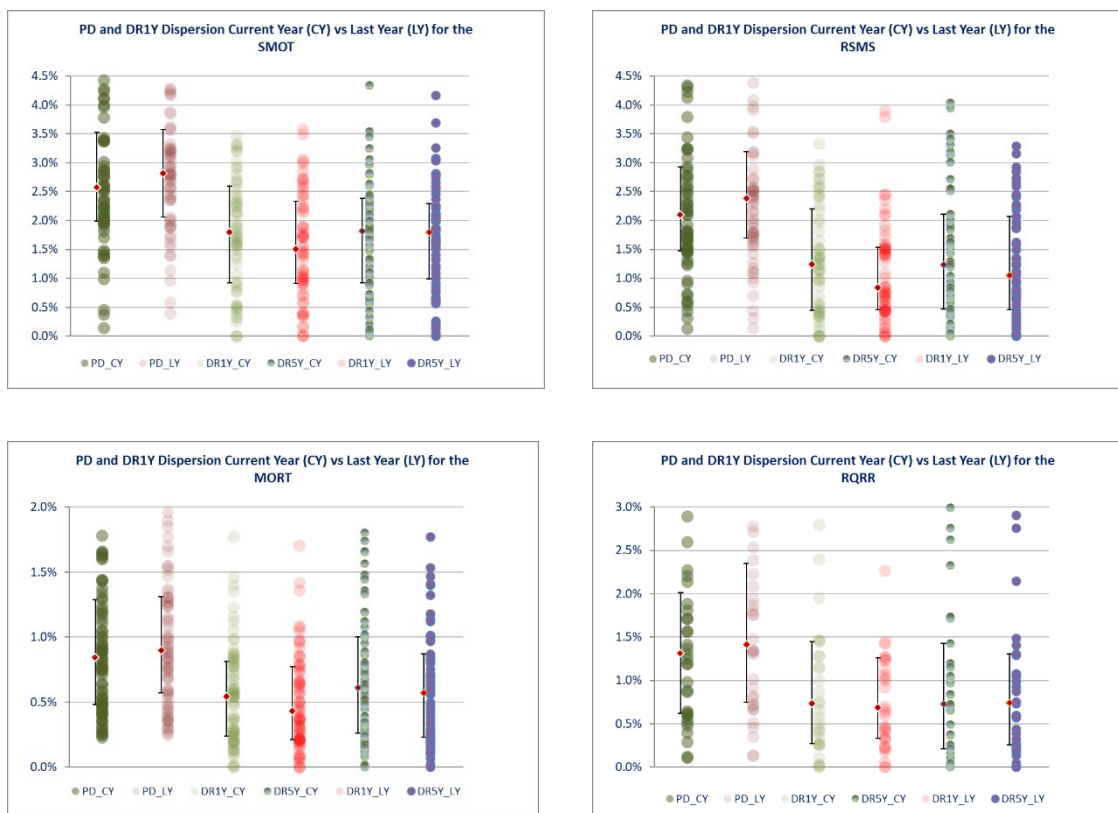 PD and DR1Y Dispersion Current Year (CY) vs Last Year (LY) for the
SMOT
4.5%
4.0%
3.5%
3.0%
2.5%
2.0%
1.5%
1.0%
0.5%
0.0%
PD_CY PD_LY DR1Y_CY DR5Y_CY DR1Y_LY DR5Y_LY
PD and DR1Y Dispersion Current Year (CY) vs Last Year (LY) for the
RSMS
4.5%
4.0%
3.5%
3.0%
2.5%
2.0%
1.5%
1.0%
0.5%
0.0%
PD_CY PD_LY DR1Y_CY DR5Y_CY DR1Y_LY DR5Y_LY
PD and DR1Y Dispersion Current Year (CY) vs Last Year (LY) for the
MORT
2.0%
1.5%
1.0%
0.5%
0.0%
PD_CY PD_LY DR1Y_CY DR5Y_CY DR1Y_LY DR5Y_LY
PD and DR1Y Dispersion Current Year (CY) vs Last Year (LY) for the
RQRR
3.0%
2.5%
2.0%
1.5%
1.0%
0.5%
0.0%
PD_CY PD_LY DR1Y_CY DR5Y_CY DR1Y_LY DR5Y_LY